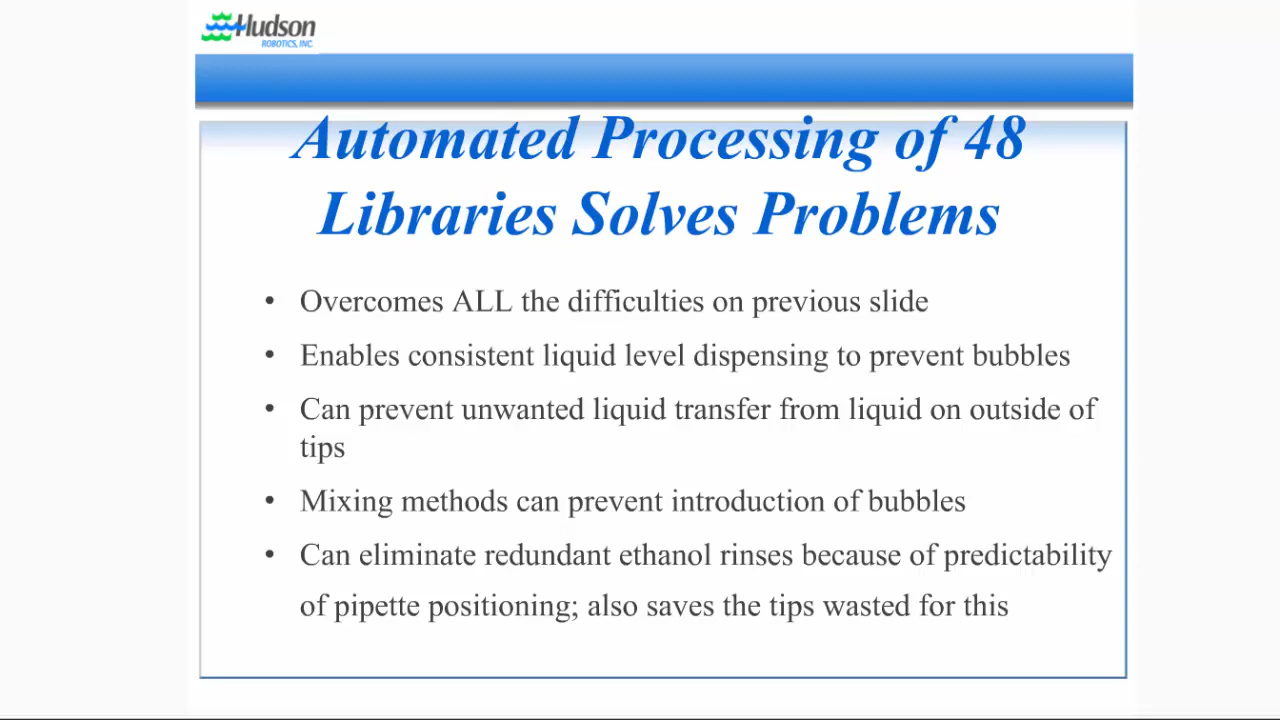 Hudson
ROBOTICS, INC.
Automated Processing of 48
Libraries Solves Problems
• Overcomes ALL the difficulties on previous slide
• Enables consistent liquid level dispensing to prevent bubbles
• Can prevent unwanted liquid transfer from liquid on outside of
tips
• Mixing methods can prevent introduction of bubbles
• Can eliminate redundant ethanol rinses because of predictability
of pipette positioning; also saves the tips wasted for this